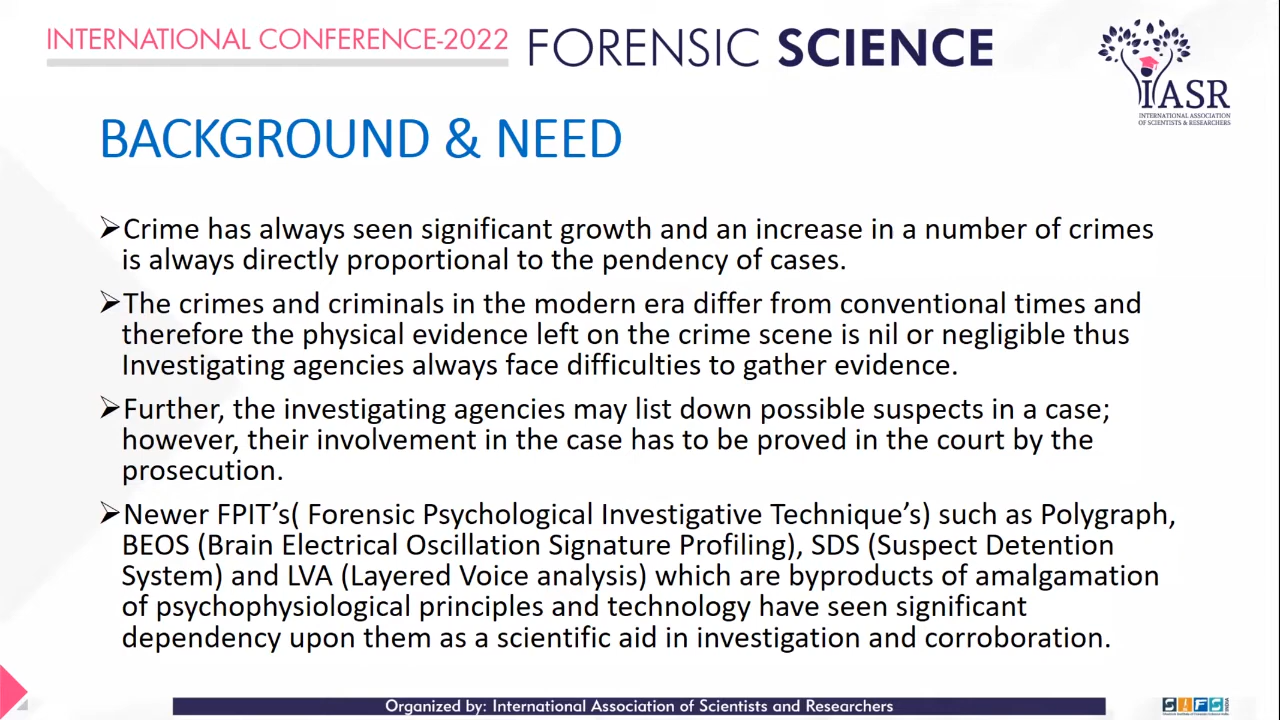 INTERNATIONAL CONFERENCE-2022 FORENSIC SCIENCE
IASR
INTERNATIONAL ASSOCIATION
OF SCIENTISTS & RESEARCHERS
BACKGROUND & NEED
➢Crime has always seen significant growth and an increase in a number of crimes
is always directly proportional to the pendency of cases.
➢The crimes and criminals in the modern era differ from conventional times and
therefore the physical evidence left on the crime scene is nil or negligible thus
Investigating agencies always face difficulties to gather evidence.
➢Further, the investigating agencies may list down possible suspects in a case;
however, their involvement in the case has to be proved in the court by the
prosecution.
➢Newer FPIT’s( Forensic Psychological Investigative Technique’s) such as Polygraph,
BEOS (Brain Electrical Oscillation Signature Profiling), SDS (Suspect Detention
System) and LVA (Layered Voice analysis) which are byproducts of amalgamation
of psychophysiological principles and technology have seen significant
dependency upon them as a scientific aid in investigation and corroboration.
Organized by: International Association of Scientists and Researchers
SIFS